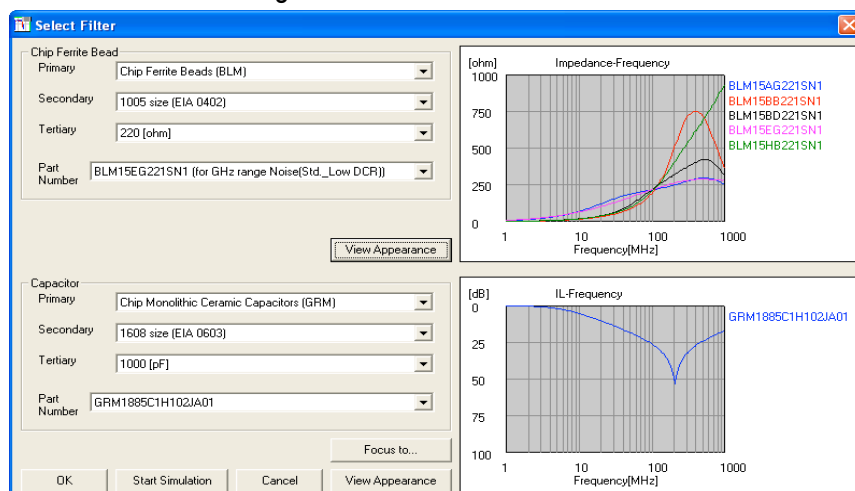 Select Filter
Chip Ferrite Bead
Primary
Chip Ferrite Beads (BLM)
Secondary
1005 size (EIA 0402)
Tertiary
220 [ohm]
Part
Number
BLM15EG221SN1 (for GHz range Noise(Std._Low DCR))
View Appearance
Capacitor
Primary
Chip Monolithic Ceramic Capacitors (GRM)
Secondary
1608 size (EIA 0603)
Tertiary
1000 [pF]
Part
Number
GRM1885C1H102JA01
Focus to...
OK
Start Simulation
Cancel
View Appearance
[ohm]
Impedance-Frequency
1000
750
500
250
0
1
10
100
1000
Frequency[MHz]
BLM15AG221SN1
BLM15BB221SN1
BLM15BD221SN1
BLM15EG221SN1
BLM15HB221SN1
[dB]
IL-Frequency
0
25
50
75
100
1
10
100
1000
Frequency[MHz]
GRM1885C1H102JA01